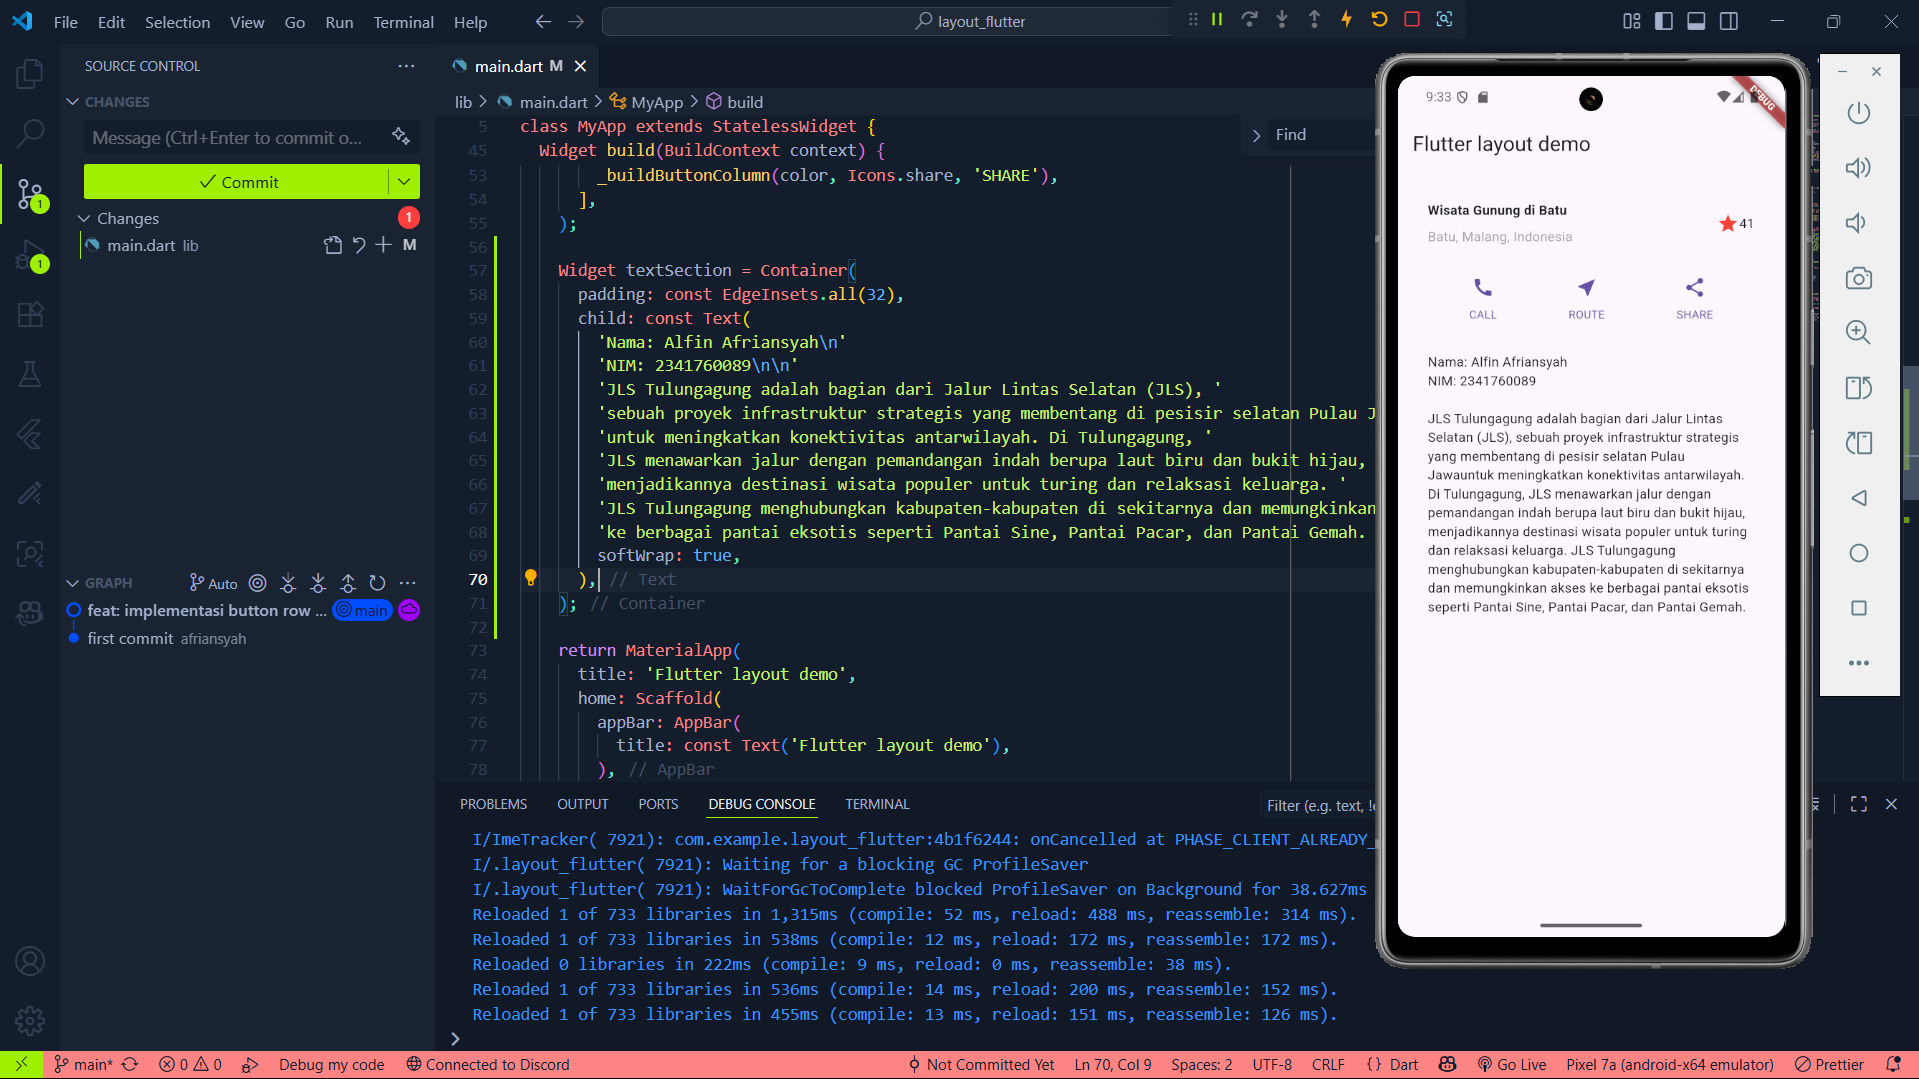 File Edit Selection View Go Run Terminal Help
layout_flutter
SOURCE CONTROL
CHANGES
Message (Ctrl+Enter to commit o...
Commit
Changes
1
main.dart lib
M
1
1
GRAPH
Auto
feat: implementasi button row ... main
first commit afriansyah
main.dart M
lib > main.dart > MyApp > build
Find
5 class MyApp extends StatelessWidget {
45 Widget build(BuildContext context) {
53 _buildButtonColumn(color, Icons.share, 'SHARE'),
54 ],
55 );
56
57 Widget textSection = Container(
58 padding: const EdgeInsets.all(32),
59 child: const Text(
60 'Nama: Alfin Afriansyah\n'
61 'NIM: 2341760089\n\n'
62 'JLS Tulungagung adalah bagian dari Jalur Lintas Selatan (JLS), '
63 'sebuah proyek infrastruktur strategis yang membentang di pesisir selatan Pulau J
64 'untuk meningkatkan konektivitas antarwilayah. Di Tulungagung, '
65 'JLS menawarkan jalur dengan pemandangan indah berupa laut biru dan bukit hijau,
66 'menjadikannya destinasi wisata populer untuk turing dan relaksasi keluarga. '
67 'JLS Tulungagung menghubungkan kabupaten-kabupaten di sekitarnya dan memungkinkan
68 'ke berbagai pantai eksotis seperti Pantai Sine, Pantai Pacar, dan Pantai Gemah.
69 softWrap: true,
70 ), // Text
71 ); // Container
72
73 return MaterialApp(
74 title: 'Flutter layout demo',
75 home: Scaffold(
76 appBar: AppBar(
77 title: const Text('Flutter layout demo'),
78 ), // AppBar
PROBLEMS OUTPUT PORTS DEBUG CONSOLE TERMINAL
Filter (e.g. text, !e
I/ImeTracker( 7921): com.example.layout_flutter:4b1f6244: onCancelled at PHASE_CLIENT_ALREADY_
I/.layout_flutter( 7921): Waiting for a blocking GC ProfileSaver
I/.layout_flutter( 7921): WaitForGcToComplete blocked ProfileSaver on Background for 38.627ms
Reloaded 1 of 733 libraries in 1,315ms (compile: 52 ms, reload: 488 ms, reassemble: 314 ms).
Reloaded 1 of 733 libraries in 538ms (compile: 12 ms, reload: 172 ms, reassemble: 172 ms).
Reloaded 0 libraries in 222ms (compile: 9 ms, reload: 0 ms, reassemble: 38 ms).
Reloaded 1 of 733 libraries in 536ms (compile: 14 ms, reload: 200 ms, reassemble: 152 ms).
Reloaded 1 of 733 libraries in 455ms (compile: 13 ms, reload: 151 ms, reassemble: 126 ms).
9:33
DEBUG
Flutter layout demo
Wisata Gunung di Batu
Batu, Malang, Indonesia
41
CALL ROUTE SHARE
Nama: Alfin Afriansyah
NIM: 2341760089
JLS Tulungagung adalah bagian dari Jalur Lintas
Selatan (JLS), sebuah proyek infrastruktur strategis
yang membentang di pesisir selatan Pulau
Jawauntuk meningkatkan konektivitas antarwilayah.
Di Tulungagung, JLS menawarkan jalur dengan
pemandangan indah berupa laut biru dan bukit hijau,
menjadikannya destinasi wisata populer untuk turing
dan relaksasi keluarga. JLS Tulungagung
menghubungkan kabupaten-kabupaten di sekitarnya
dan memungkinkan akses ke berbagai pantai eksotis
seperti Pantai Sine, Pantai Pacar, dan Pantai Gemah.
main* 0 0 Debug my code Connected to Discord Not Committed Yet Ln 70, Col 9 Spaces: 2 UTF-8 CRLF {} Dart Go Live Pixel 7a (android-x64 emulator) Prettier